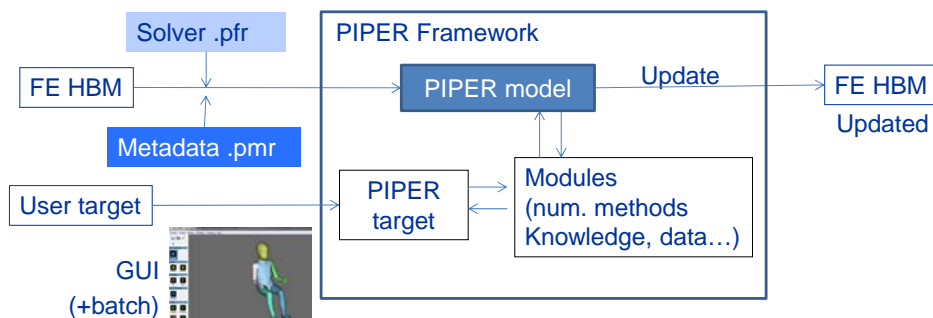 Solver .pfr
PIPER Framework
FE HBM
PIPER model
Update
FE HBM
Updated
Metadata .pmr
User target
PIPER
target
Modules
(num. methods
Knowledge, data…)
GUI
(+batch)